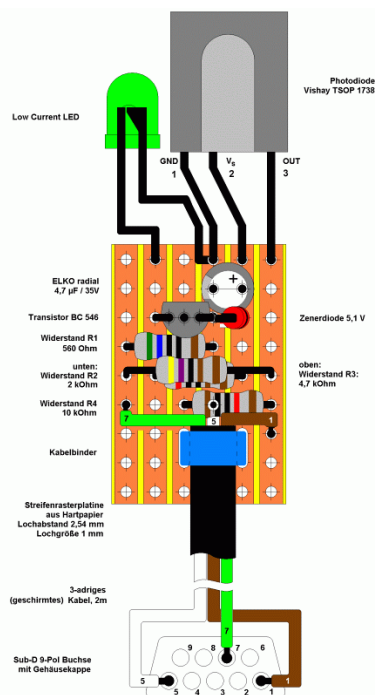 Photodiode
Vishay TSOP 1738
Low Current LED
GND
1
Vs
2
OUT
3
ELKO radial
4,7 µF / 35V
+
Transistor BC 546
Zenerdiode 5,1 V
Widerstand R1
560 Ohm
unten:
Widerstand R2
2 kOhm
oben:
Widerstand R3:
4,7 kOhm
Widerstand R4
10 kOhm
7
5
1
Kabelbinder
Streifenrasterplatine
aus Hartpapier
Lochabstand 2,54 mm
Lochgröße 1 mm
3-adriges
(geschirmtes) Kabel, 2m
7
9 8 7 6
Sub-D 9-Pol Buchse
mit Gehäusekappe
5
5 4 3 2 1
1